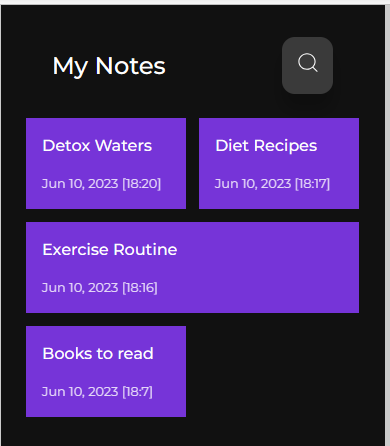 My Notes
Detox Waters
Jun 10, 2023 [18:20]
Diet Recipes
Jun 10, 2023 [18:17]
Exercise Routine
Jun 10, 2023 [18:16]
Books to read
Jun 10, 2023 [18:7]